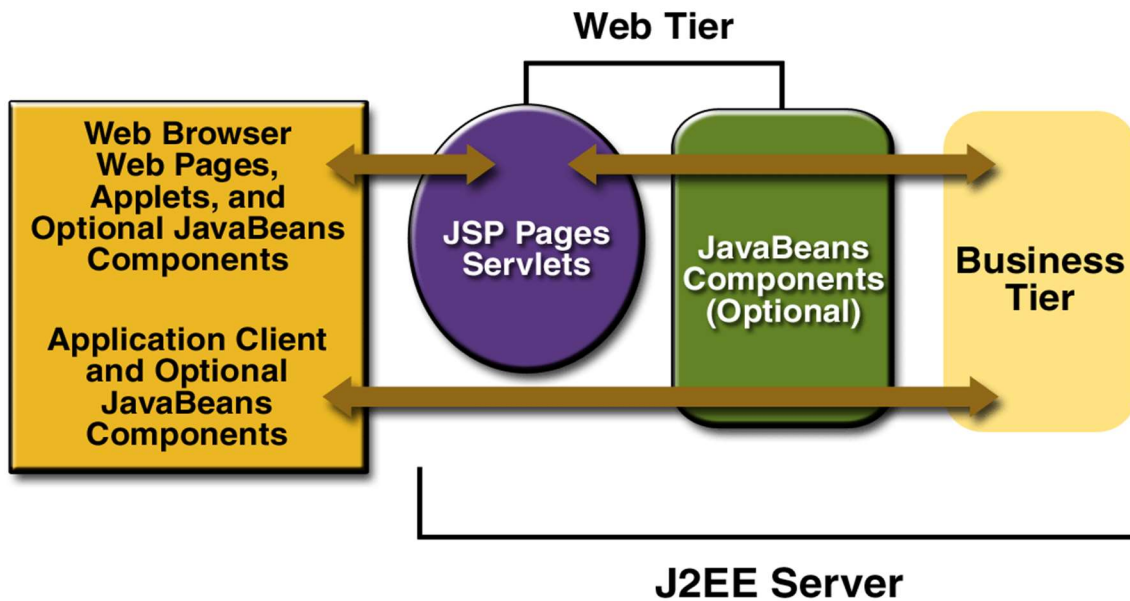 Web Tier
Web Browser
Web Pages,
Applets, and
Optional JavaBeans
Components
Application Client
and Optional
JavaBeans
Components
JSP Pages
Servlets
JavaBeans
Components
(Optional)
Business
Tier
J2EE Server